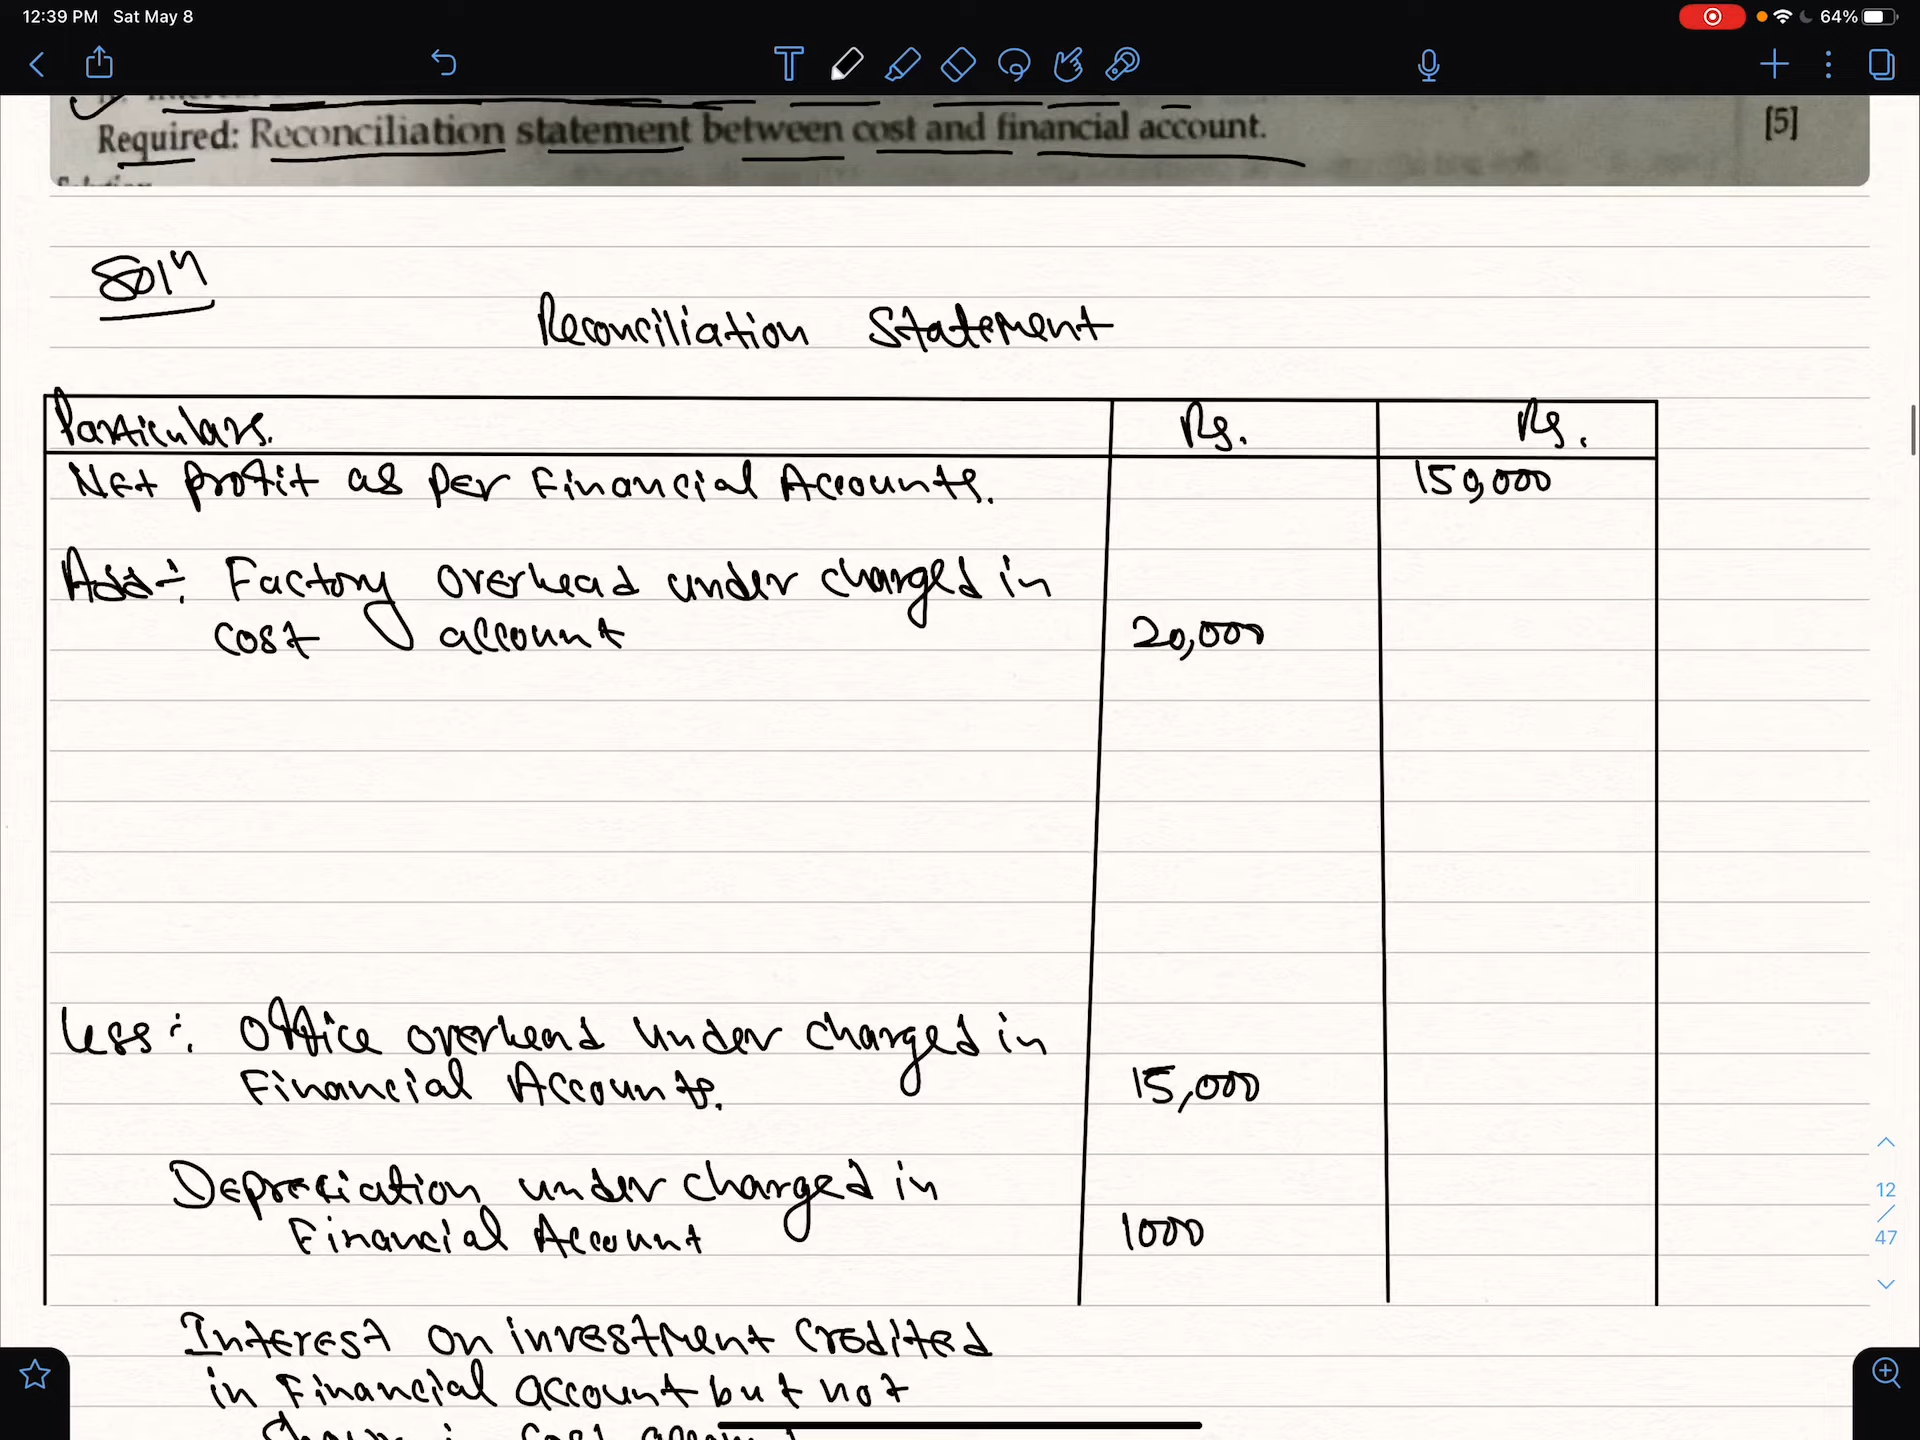 12:39 PM Sat May 8
64%
Required: Reconciliation statement between cost and financial account. [5]
Soln
Reconciliation Statement
Particulars. Rs. Rs.
Net profit as per Financial Accounts. 150,000
Add:- Factory overhead under charged in
cost account 20,000
Less:- Office overhead under charged in
Financial Accounts. 15,000
Depreciation under charged in
Financial Account 1000
12
/
47
Interest on investment credited
in Financial account but not